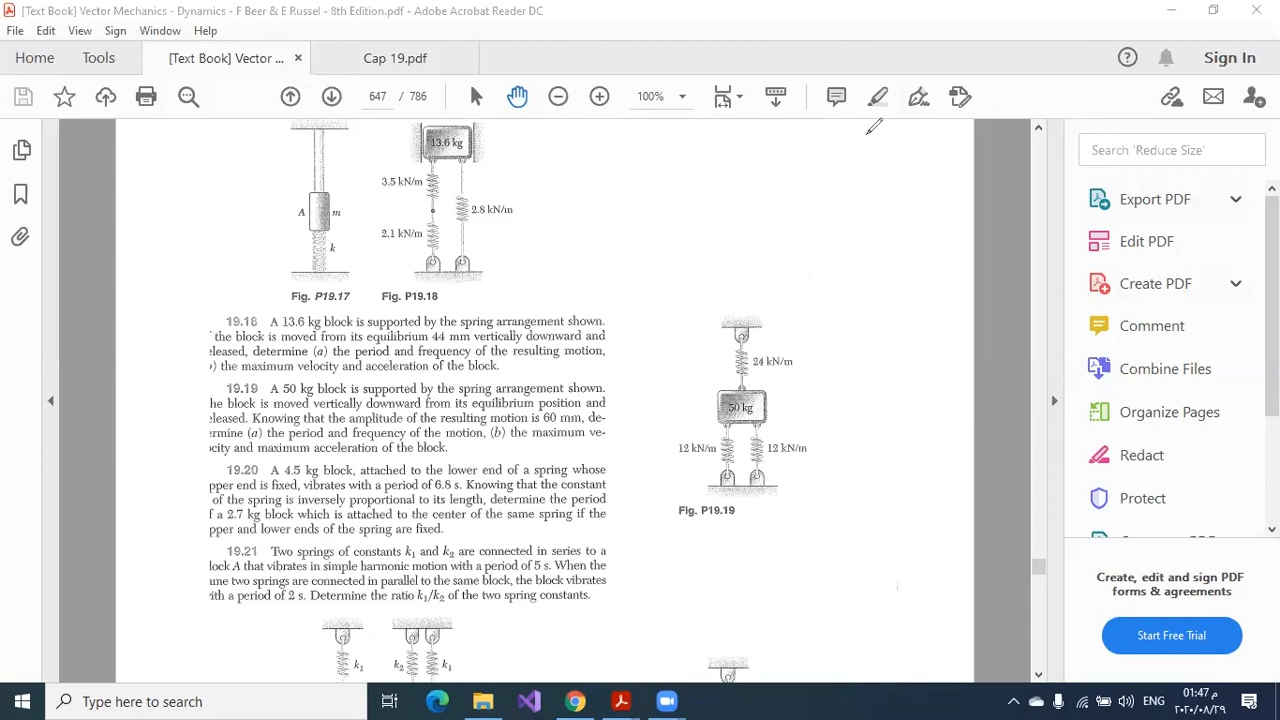 [Text Book] Vector Mechanics - Dynamics - F Beer & E Russel - 8th Edition.pdf - Adobe Acrobat Reader DC
File Edit View Sign Window Help
Home Tools [Text Book] Vector ... × Cap 19.pdf Sign In
647 / 786 100%
13.6 kg
3.5 kN/m
A m 2.8 kN/m
2.1 kN/m
k
Fig. P19.17 Fig. P19.18
19.18 A 13.6 kg block is supported by the spring arrangement shown.
the block is moved from its equilibrium 44 mm vertically downward and
eleased, determine (a) the period and frequency of the resulting motion,
) the maximum velocity and acceleration of the block.
19.19 A 50 kg block is supported by the spring arrangement shown.
he block is moved vertically downward from its equilibrium position and
eleased. Knowing that the amplitude of the resulting motion is 60 mm, de-
ermine (a) the period and frequency of the motion, (b) the maximum ve-
ocity and maximum acceleration of the block.
19.20 A 4.5 kg block, attached to the lower end of a spring whose
pper end is fixed, vibrates with a period of 6.8 s. Knowing that the constant
of the spring is inversely proportional to its length, determine the period
f a 2.7 kg block which is attached to the center of the same spring if the
pper and lower ends of the spring are fixed.
19.21 Two springs of constants k₁ and k₂ are connected in series to a
lock A that vibrates in simple harmonic motion with a period of 5 s. When the
ame two springs are connected in parallel to the same block, the block vibrates
ith a period of 2 s. Determine the ratio k₁/k₂ of the two spring constants.
k₁ k₂ k₁
24 kN/m
50 kg
12 kN/m 12 kN/m
Fig. P19.19
Search 'Reduce Size'
Export PDF
Edit PDF
Create PDF
Comment
Combine Files
Organize Pages
Redact
Protect
Create, edit and sign PDF
forms & agreements
Start Free Trial
Type here to search
ENG
01:47 م
٢٠٢٠/٠٨/٢٩